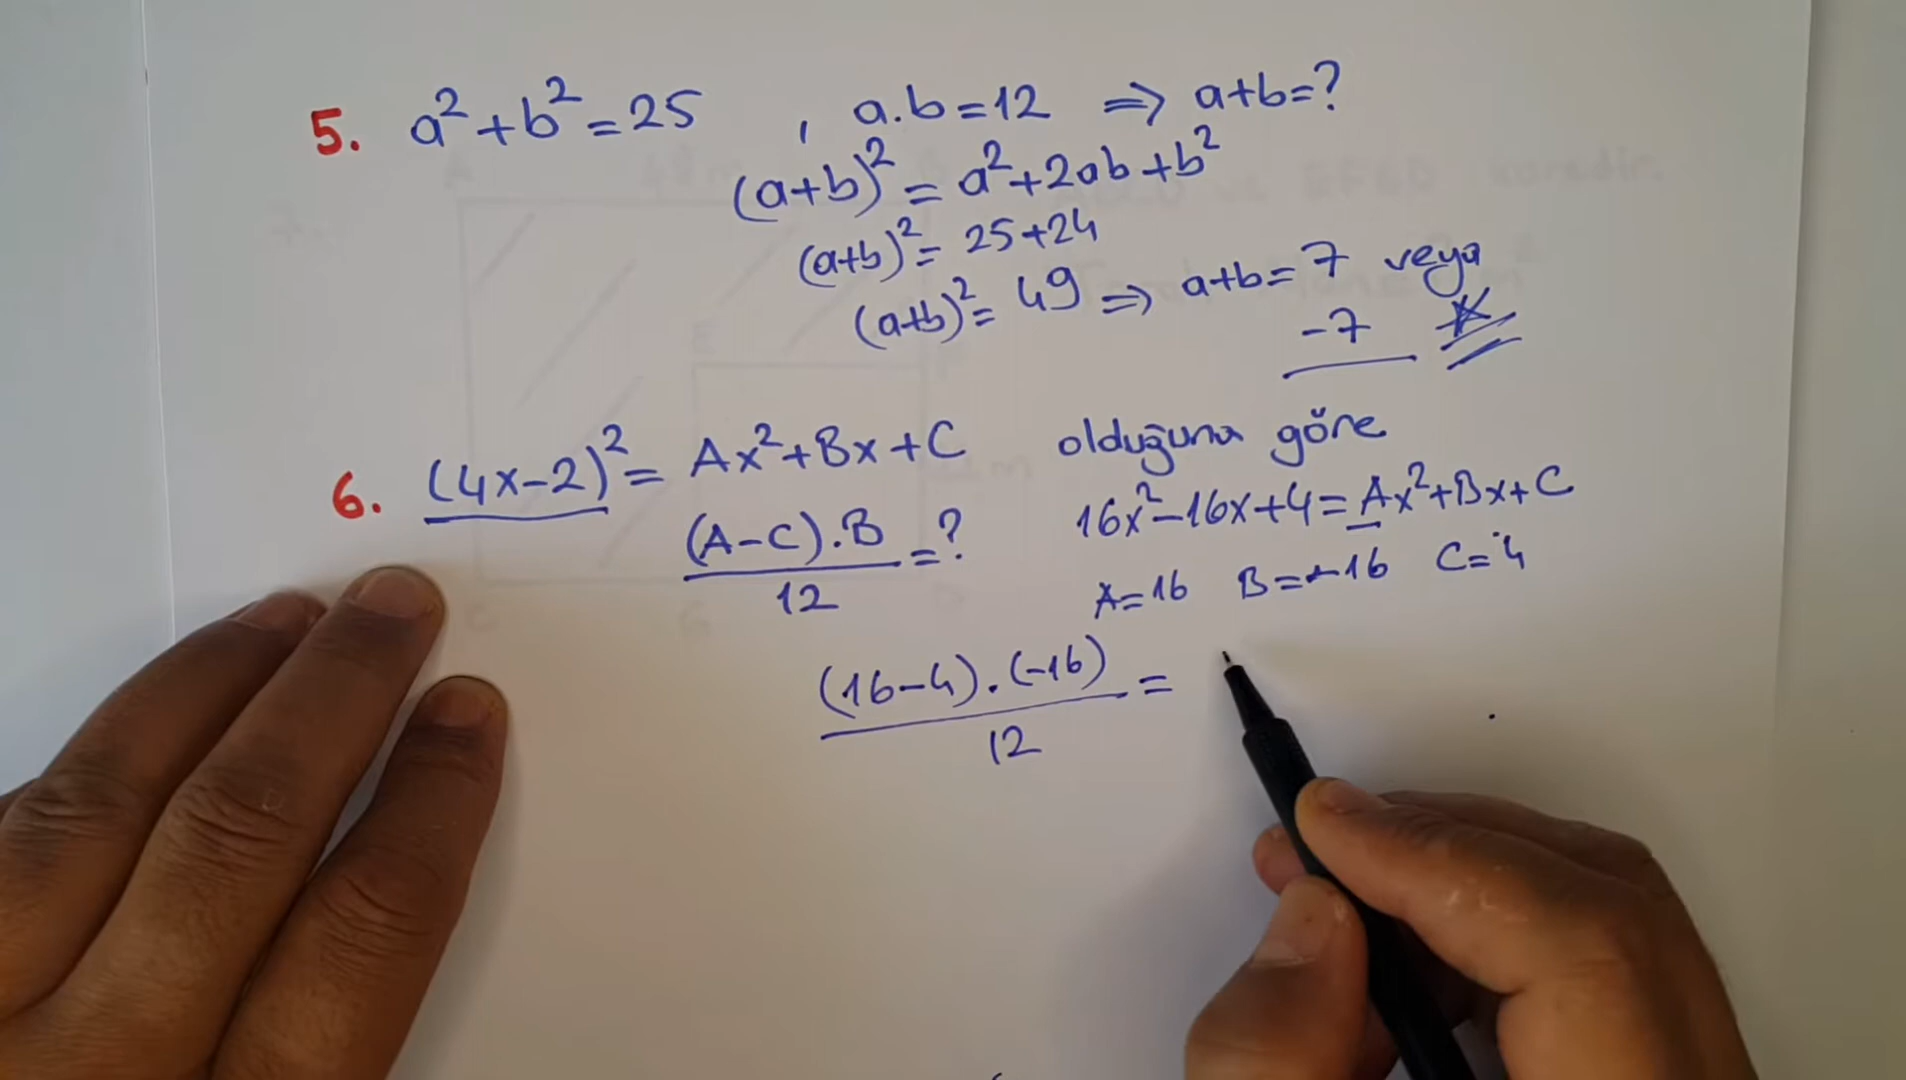 5. a²+b²=25 , a.b=12 ⇒ a+b=?
(a+b)²=a²+2ab+b²
(a+b)²=25+24
(a+b)²=49 ⇒ a+b=7 veya
-7
6. (4x-2)²=Ax²+Bx+C olduğuna göre
16x²-16x+4=Ax²+Bx+C
(A-C).B/12=?
A=16 B=-16 C=4
(16-4).(-16)/12=